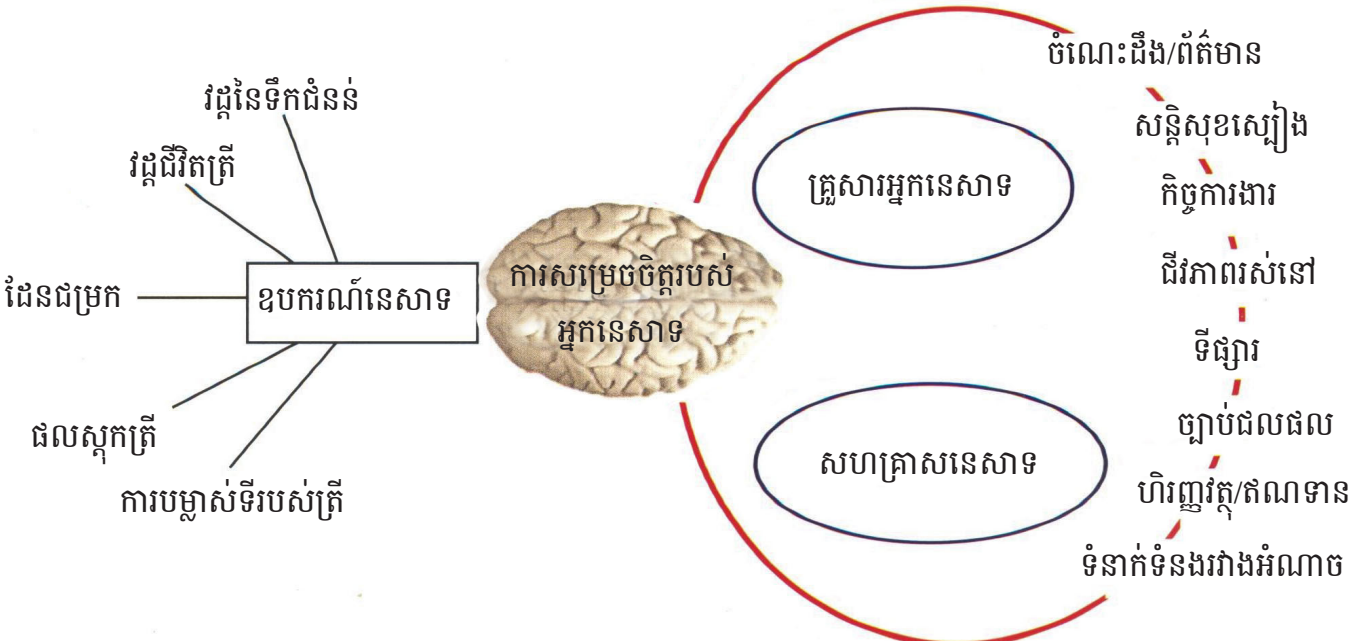 វដ្តនៃទឹកជំនន់
វដ្តជីវិតត្រី
ដែនជម្រក
ឧបករណ៍នេសាទ
ផលស្តុកត្រី
ការបម្លាស់ទីរបស់ត្រី
ការសម្រេចចិត្តរបស់
អ្នកនេសាទ
គ្រួសារអ្នកនេសាទ
សហគ្រាសនេសាទ
ចំណេះដឹង/ព័ត៌មាន
សន្តិសុខស្បៀង
កិច្ចការងារ
ជីវភាពរស់នៅ
ទីផ្សារ
ច្បាប់ជលផល
ហិរញ្ញវត្ថុ/ឥណទាន
ទំនាក់ទំនងរវាងអំណាច